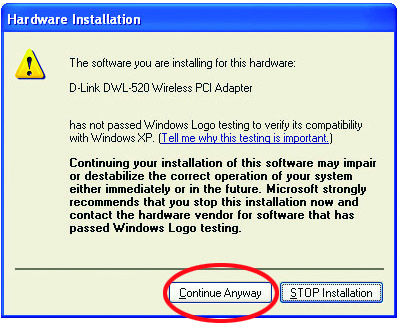 Hardware Installation
The software you are installing for this hardware:
D-Link DWL-520 Wireless PCI Adapter
has not passed Windows Logo testing to verify its compatibility
with Windows XP. (Tell me why this testing is important.)
Continuing your installation of this software may impair
or destabilize the correct operation of your system
either immediately or in the future. Microsoft strongly
recommends that you stop this installation now and
contact the hardware vendor for software that has
passed Windows Logo testing.
Continue Anyway
STOP Installation